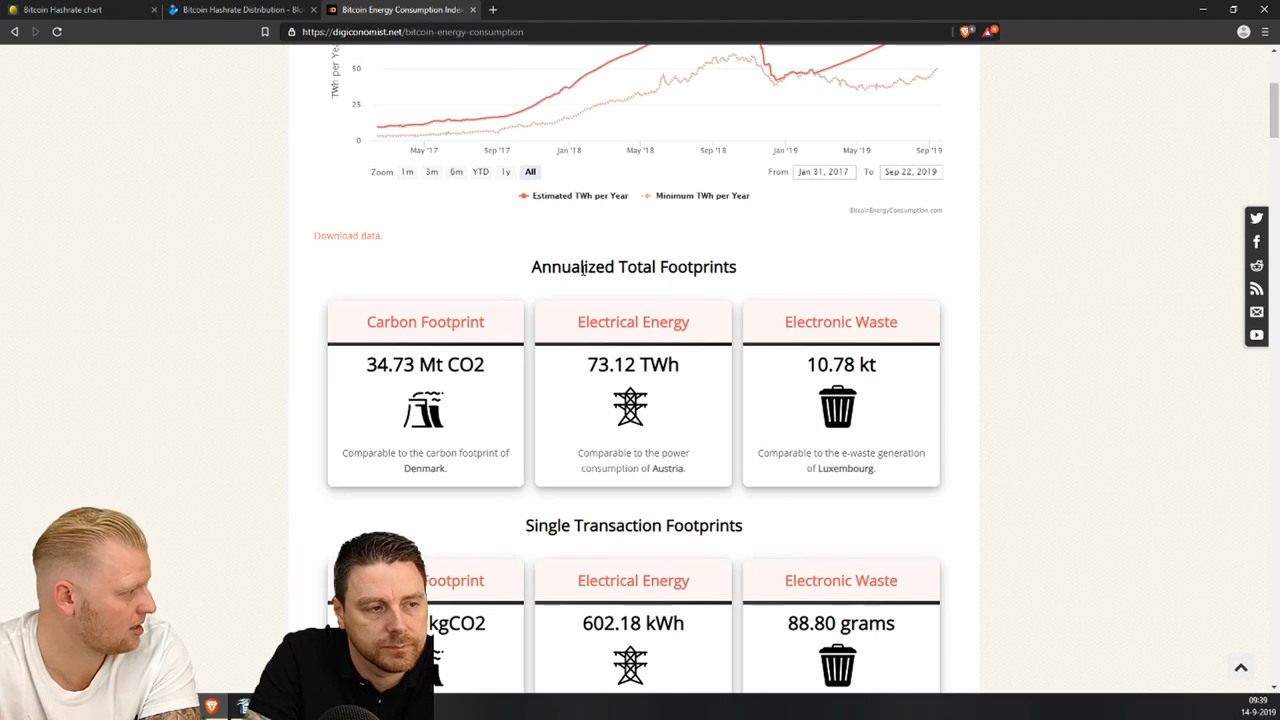 Bitcoin Hashrate chart
Bitcoin Hashrate Distribution - Blo
Bitcoin Energy Consumption Index
https://digiconomist.net/bitcoin-energy-consumption
TWh per Yea
50
25
0
May '17
Sep '17
Jan '18
May '18
Sep '18
Jan '19
May '19
Sep '19
Zoom 1m 3m 6m YTD 1y All
From Jan 31, 2017 To Sep 22, 2019
Estimated TWh per Year
Minimum TWh per Year
BitcoinEnergyConsumption.com
Download data.
Annualized Total Footprints
Carbon Footprint
34.73 Mt CO2
Comparable to the carbon footprint of
Denmark.
Electrical Energy
73.12 TWh
Comparable to the power
consumption of Austria.
Electronic Waste
10.78 kt
Comparable to the e-waste generation
of Luxembourg.
Single Transaction Footprints
Footprint
kgCO2
Electrical Energy
602.18 kWh
Electronic Waste
88.80 grams
09:39
14-9-2019